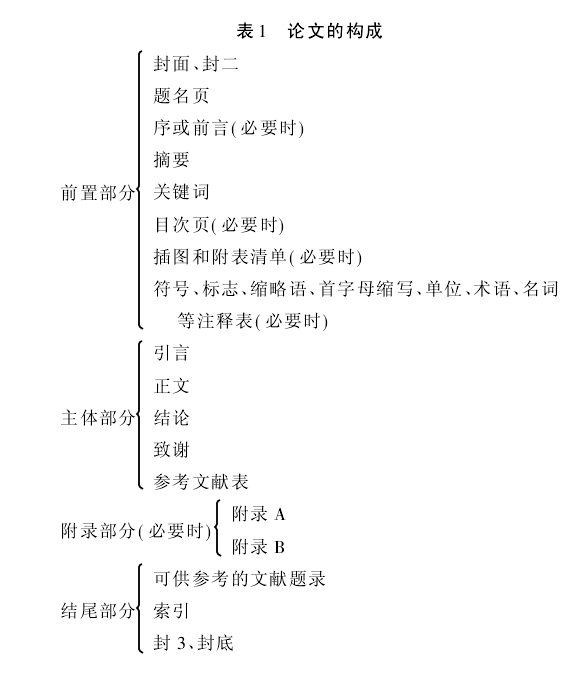 表1 论文的构成
封面、封二
题名页
序或前言(必要时)
摘要
前置部分
关键词
目次页(必要时)
插图和附表清单(必要时)
符号、标志、缩略语、首字母缩写、单位、术语、名词
等注释表(必要时)
引言
正文
主体部分
结论
致谢
参考文献表
附录部分(必要时)
附录 A
附录 B
结尾部分
可供参考的文献题录
索引
封 3、封底